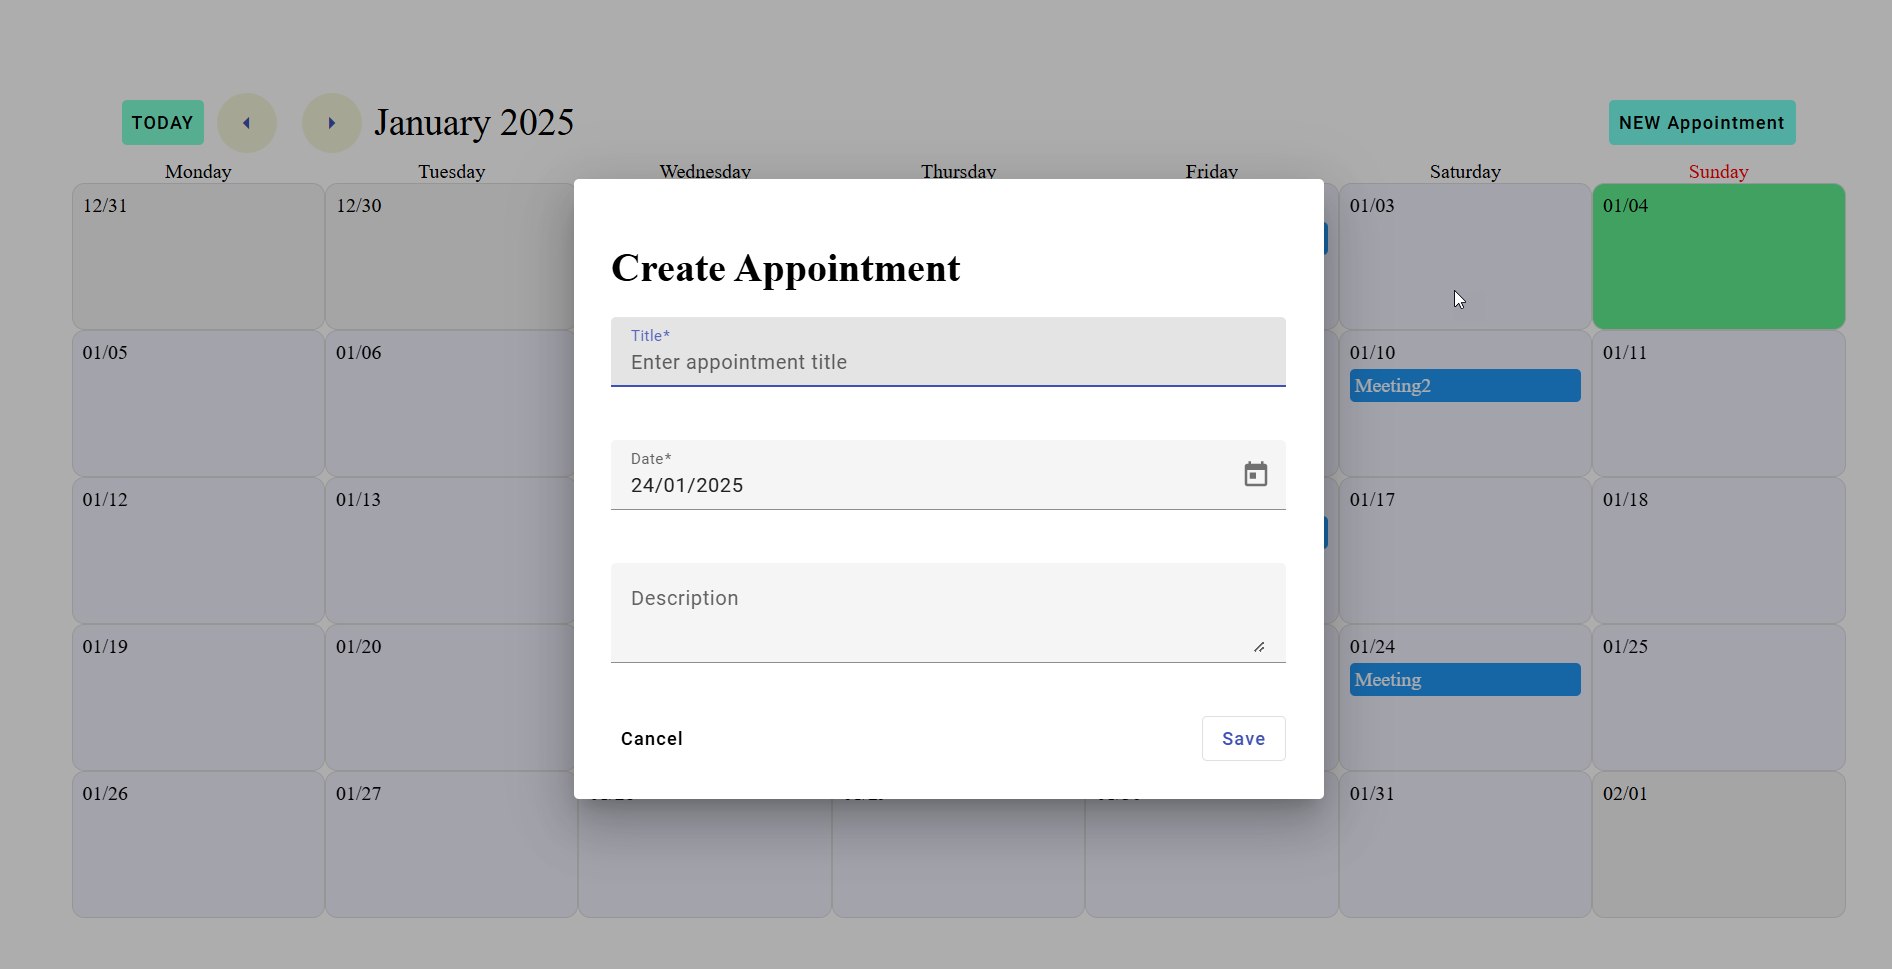 TODAY
January 2025
NEW Appointment
Monday Tuesday Wednesday Thursday Friday Saturday Sunday
12/31 12/30 01/03 01/04
Create Appointment
Title*
Enter appointment title
01/05 01/06 01/10 01/11
Meeting2
Date*
24/01/2025
01/12 01/13 01/17 01/18
Description
01/19 01/20 01/24 01/25
Meeting
Cancel Save
01/26 01/27 01/31 02/01